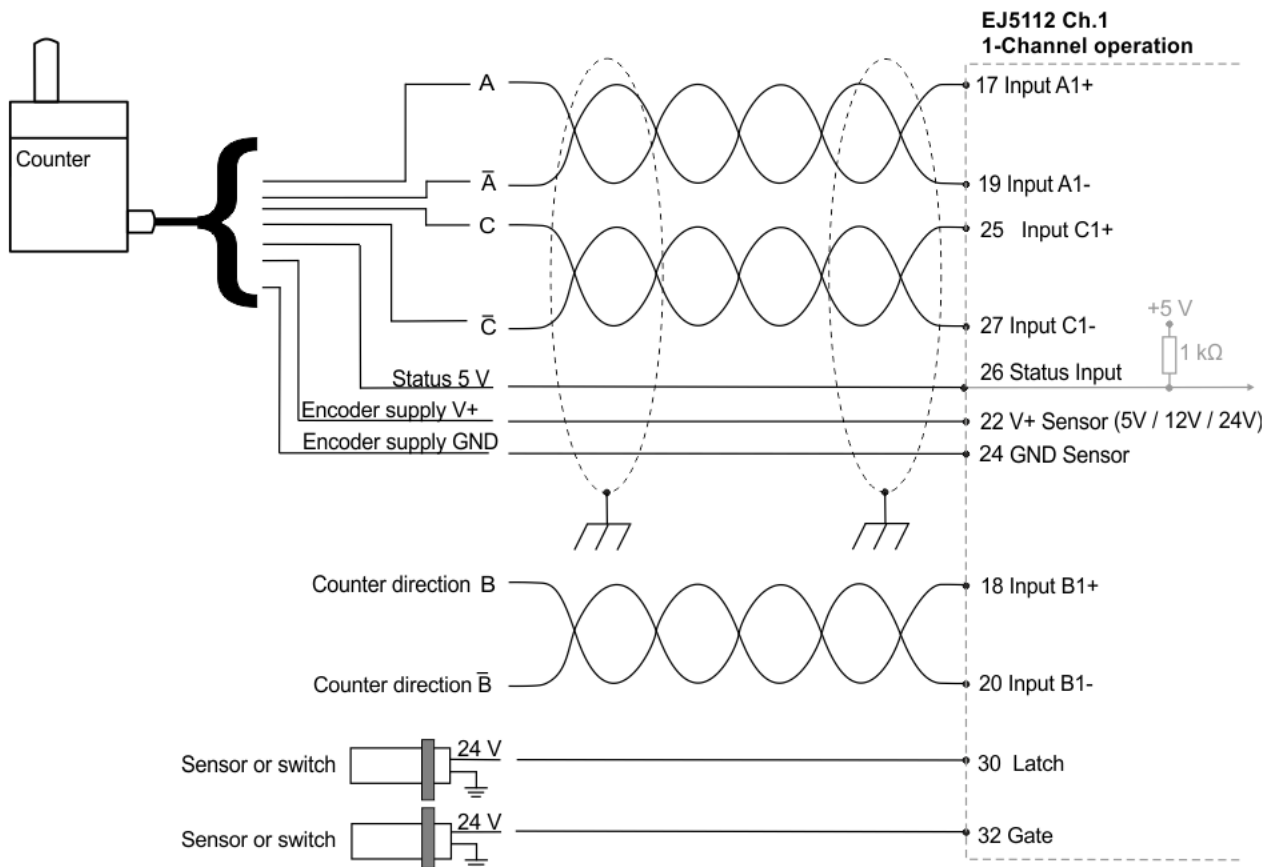 EJ5112 Ch.1
1-Channel operation
Counter
A
17 Input A1+
A̅
19 Input A1-
C
25 Input C1+
C̅
27 Input C1-
+5 V
1 kΩ
Status 5 V
26 Status Input
Encoder supply V+
22 V+ Sensor (5V / 12V / 24V)
Encoder supply GND
24 GND Sensor
Counter direction B
18 Input B1+
Counter direction B̅
20 Input B1-
Sensor or switch
24 V
30 Latch
Sensor or switch
24 V
32 Gate